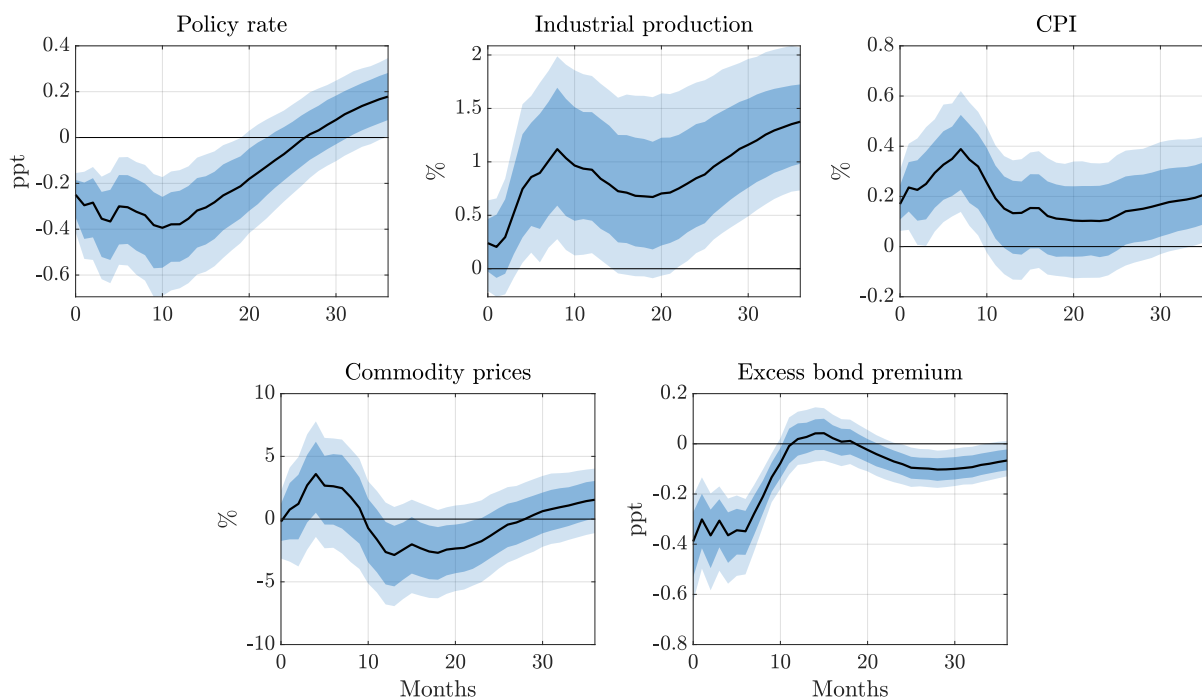 Policy rate
0.4
0.2
0
-0.2
-0.4
-0.6
ppt
0 10 20 30
Industrial production
2
1.5
1
0.5
0
%
0 10 20 30
CPI
0.8
0.6
0.4
0.2
0
0.2
%
0 10 20 30
Commodity prices
10
5
0
-5
-10
%
0 10 20 30
Months
Excess bond premium
0.2
0
-0.2
-0.4
-0.6
-0.8
ppt
0 10 20 30
Months